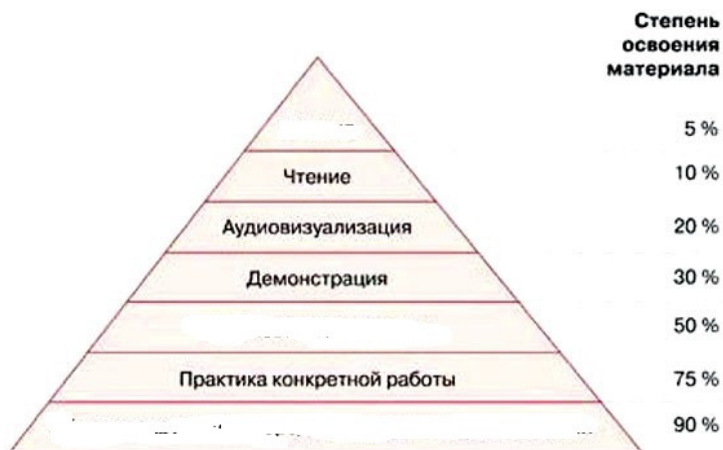 Степень
освоения
материала
5 %
Чтение 10 %
Аудиовизуализация 20 %
Демонстрация 30 %
50 %
Практика конкретной работы 75 %
90 %